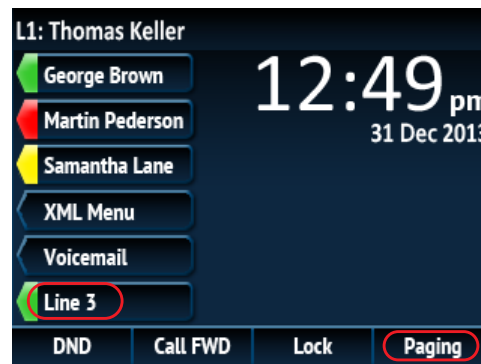 L1: Thomas Keller
George Brown
12:49 pm
Martin Pederson
31 Dec 2013
Samantha Lane
XML Menu
Voicemail
Line 3
DND Call FWD Lock Paging